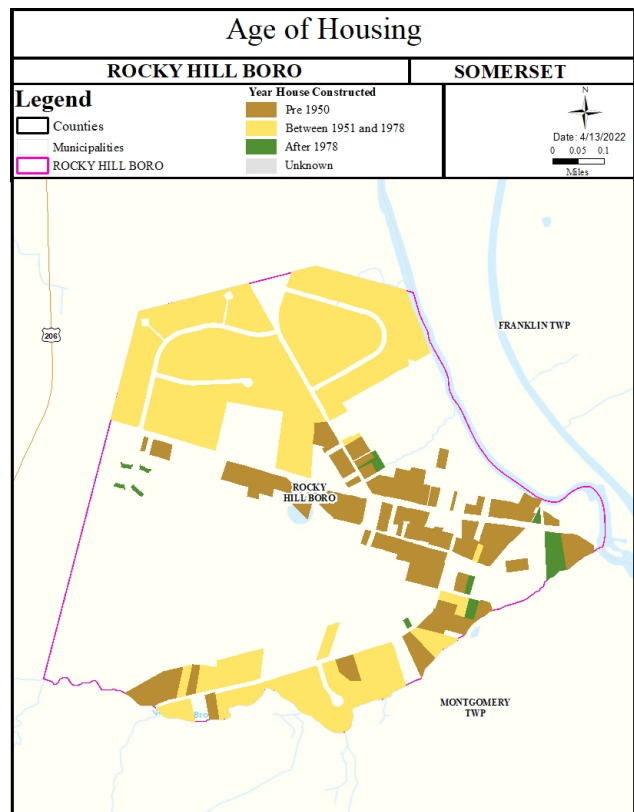 Age of Housing
ROCKY HILL BORO
SOMERSET
Legend
Counties
Municipalities
ROCKY HILL BORO
Year House Constructed
Pre 1950
Between 1951 and 1978
After 1978
Unknown
N
Date: 4/13/2022
0 0.05 0.1
Miles
206
FRANKLIN TWP
ROCKY
HILL BORO
MONTGOMERY
TWP